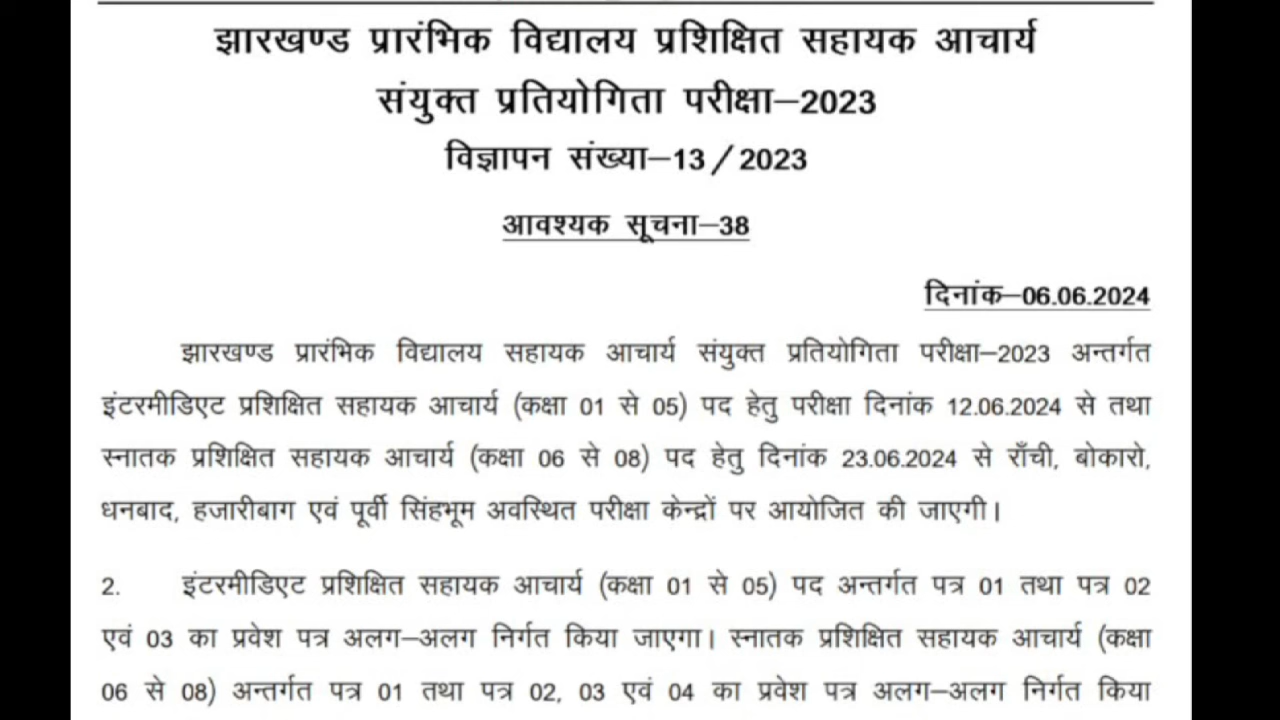 झारखण्ड प्रारंभिक विद्यालय प्रशिक्षित सहायक आचार्य
संयुक्त प्रतियोगिता परीक्षा–2023
विज्ञापन संख्या–13/2023
आवश्यक सूचना–38
दिनांक–06.06.2024
झारखण्ड प्रारंभिक विद्यालय सहायक आचार्य संयुक्त प्रतियोगिता परीक्षा–2023 अन्तर्गत
इंटरमीडिएट प्रशिक्षित सहायक आचार्य (कक्षा 01 से 05) पद हेतु परीक्षा दिनांक 12.06.2024 से तथा
स्नातक प्रशिक्षित सहायक आचार्य (कक्षा 06 से 08) पद हेतु दिनांक 23.06.2024 से राँची, बोकारो,
धनबाद, हजारीबाग एवं पूर्वी सिंहभूम अवस्थित परीक्षा केन्द्रों पर आयोजित की जाएगी।
2. इंटरमीडिएट प्रशिक्षित सहायक आचार्य (कक्षा 01 से 05) पद अन्तर्गत पत्र 01 तथा पत्र 02
एवं 03 का प्रवेश पत्र अलग–अलग निर्गत किया जाएगा। स्नातक प्रशिक्षित सहायक आचार्य (कक्षा
06 से 08) अन्तर्गत पत्र 01 तथा पत्र 02, 03 एवं 04 का प्रवेश पत्र अलग–अलग निर्गत किया